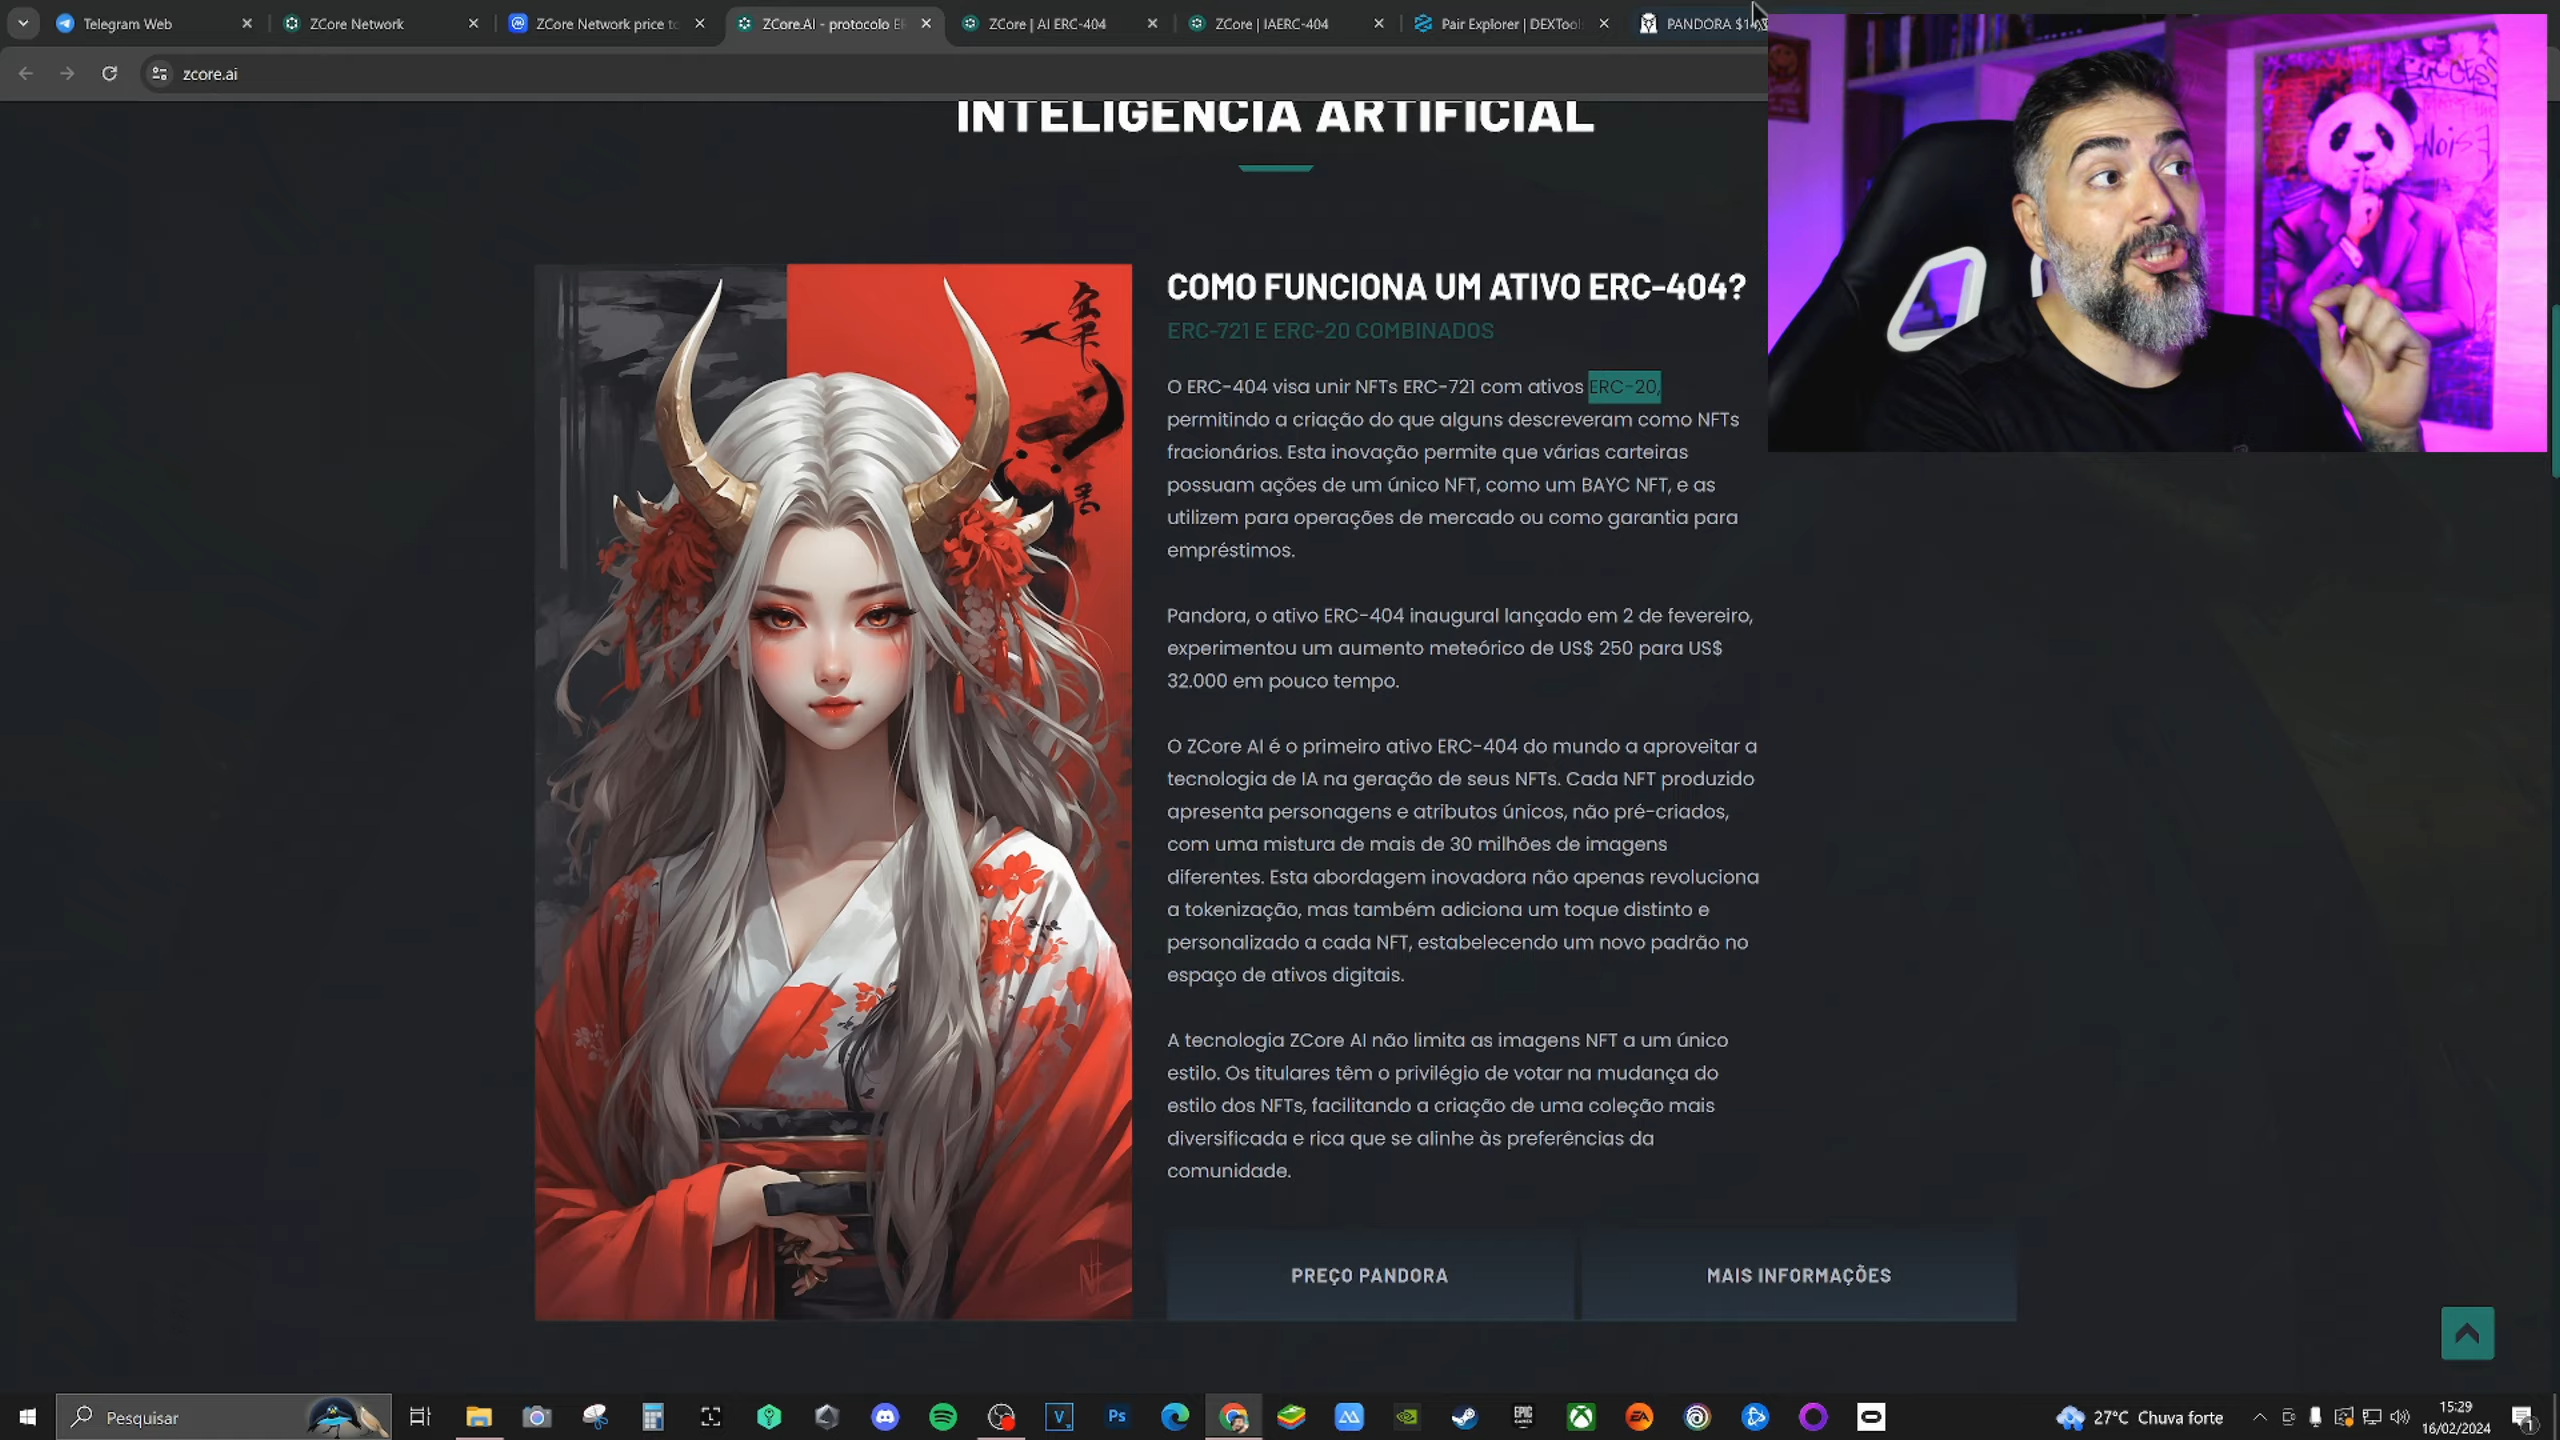 Telegram Web
ZCore Network
ZCore Network price to
ZCore.AI - protocolo ER
ZCore | AI ERC-404
ZCore | IAERC-404
Pair Explorer | DEXTool
PANDORA $14,
zcore.ai
INTELIGÊNCIA ARTIFICIAL
COMO FUNCIONA UM ATIVO ERC-404?
ERC-721 E ERC-20 COMBINADOS
O ERC-404 visa unir NFTs ERC-721 com ativos ERC-20,
permitindo a criação do que alguns descreveram como NFTs
fracionários. Esta inovação permite que várias carteiras
possuam ações de um único NFT, como um BAYC NFT, e as
utilizem para operações de mercado ou como garantia para
empréstimos.
Pandora, o ativo ERC-404 inaugural lançado em 2 de fevereiro,
experimentou um aumento meteórico de US$ 250 para US$
32.000 em pouco tempo.
O ZCore AI é o primeiro ativo ERC-404 do mundo a aproveitar a
tecnologia de IA na geração de seus NFTs. Cada NFT produzido
apresenta personagens e atributos únicos, não pré-criados,
com uma mistura de mais de 30 milhões de imagens
diferentes. Esta abordagem inovadora não apenas revoluciona
a tokenização, mas também adiciona um toque distinto e
personalizado a cada NFT, estabelecendo um novo padrão no
espaço de ativos digitais.
A tecnologia ZCore AI não limita as imagens NFT a um único
estilo. Os titulares têm o privilégio de votar na mudança do
estilo dos NFTs, facilitando a criação de uma coleção mais
diversificada e rica que se alinhe às preferências da
comunidade.
PREÇO PANDORA
MAIS INFORMAÇÕES
SUCCESS
NOISE
Pesquisar
V
Ps
EPIC
GAMES
EA
27°C Chuva forte
15:29
16/02/2024
1